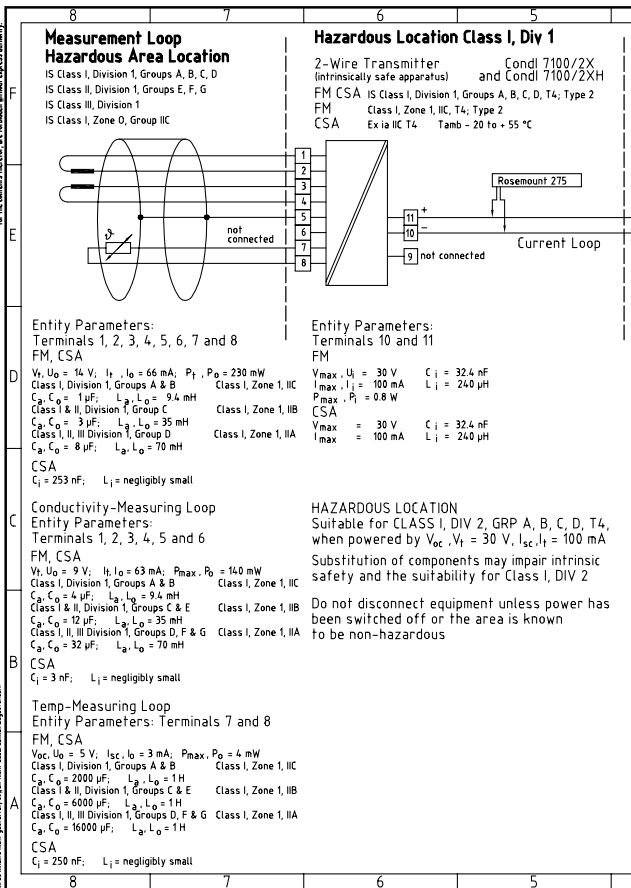 8 7 6 5
Measurement Loop
Hazardous Area Location
IS Class I, Division 1, Groups A, B, C, D
IS Class II, Division 1, Groups E, F, G
IS Class III, Division 1
IS Class I, Zone 0, Group IIC
Hazardous Location Class I, Div 1
2-Wire Transmitter Condl 7100/2X
(intrinsically safe apparatus) and Condl 7100/2XH
FM CSA IS Class I, Division 1, Groups A, B, C, D, T4; Type 2
FM Class I, Zone 1, IIC, T4; Type 2
CSA Ex ia IIC T4 Tamb - 20 to + 55 °C
F
E
D
C
B
A
1
2
3
4
5
6
7
8
ϑ
not
connected
11 +
10 −
9 not connected
Rosemount 275
Current Loop
Entity Parameters:
Terminals 1, 2, 3, 4, 5, 6, 7 and 8
FM, CSA
Vt, Uo = 14 V; It, Io = 66 mA; Pt, Po = 230 mW
Class I, Division 1, Groups A & B Class I, Zone 1, IIC
Ca, Co = 1 µF; La, Lo = 9.4 mH
Class I & II, Division 1, Group C Class I, Zone 1, IIB
Ca, Co = 3 µF; La, Lo = 35 mH
Class I, II, III Division 1, Group D Class I, Zone 1, IIA
Ca, Co = 8 µF; La, Lo = 70 mH
CSA
Ci = 253 nF; Li = negligibly small
Conductivity-Measuring Loop
Entity Parameters:
Terminals 1, 2, 3, 4, 5 and 6
FM, CSA
Vt, Uo = 9 V; It, Io = 63 mA; Pmax, Po = 140 mW
Class I, Division 1, Groups A & B Class I, Zone 1, IIC
Ca, Co = 4 µF; La, Lo = 9.4 mH
Class I & II, Division 1, Groups C & E Class I, Zone 1, IIB
Ca, Co = 12 µF; La, Lo = 35 mH
Class I, II, III Division 1, Groups D, F & G Class I, Zone 1, IIA
Ca, Co = 32 µF; La, Lo = 70 mH
CSA
Ci = 3 nF; Li = negligibly small
Temp-Measuring Loop
Entity Parameters: Terminals 7 and 8
FM, CSA
Voc, Uo = 5 V; Isc, Io = 3 mA; Pmax, Po = 4 mW
Class I, Division 1, Groups A & B Class I, Zone 1, IIC
Ca, Co = 2000 µF; La, Lo = 1 H
Class I & II, Division 1, Groups C & E Class I, Zone 1, IIB
Ca, Co = 6000 µF; La, Lo = 1 H
Class I, II, III Division 1, Groups D, F & G Class I, Zone 1, IIA
Ca, Co = 16000 µF; La, Lo = 1 H
CSA
Ci = 250 nF; Li = negligibly small
Entity Parameters:
Terminals 10 and 11
FM
Vmax, Ui = 30 V Ci = 32.4 nF
Imax, Ii = 100 mA Li = 240 µH
Pmax, Pi = 0.8 W
CSA
Vmax = 30 V Ci = 32.4 nF
Imax = 100 mA Li = 240 µH
HAZARDOUS LOCATION
Suitable for CLASS I, DIV 2, GRP A, B, C, D, T4,
when powered by Voc, Vt = 30 V, Isc, It = 100 mA
Substitution of components may impair intrinsic
safety and the suitability for Class I, DIV 2
Do not disconnect equipment unless power has
been switched off or the area is known
to be non-hazardous
8 7 6 5